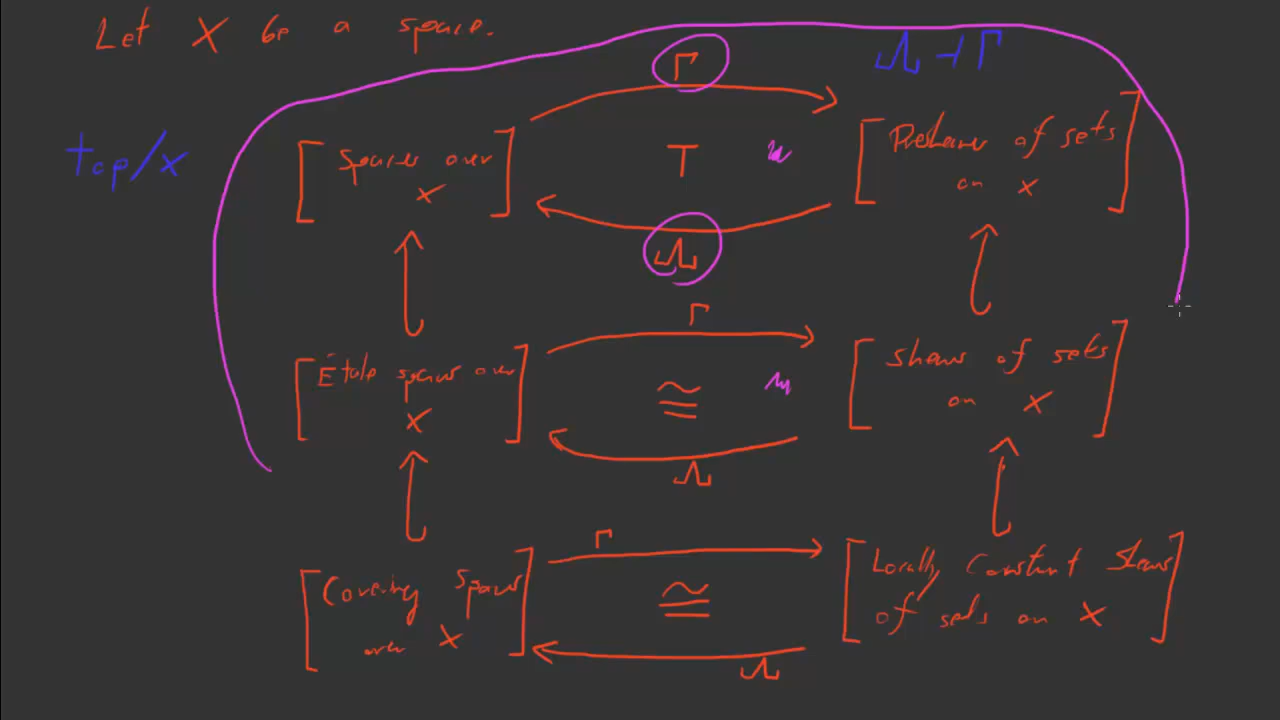 Let X be a space.
Γ
Λ ⊣ Γ
top/X
[Spaces over X]
T
[Presheaves of sets on X]
Λ
Γ
[Étale spaces over X]
≅
[Sheaves of sets on X]
Λ
Γ
[Covering Spaces over X]
≅
[Locally Constant Sheaves of sets on X]
Λ